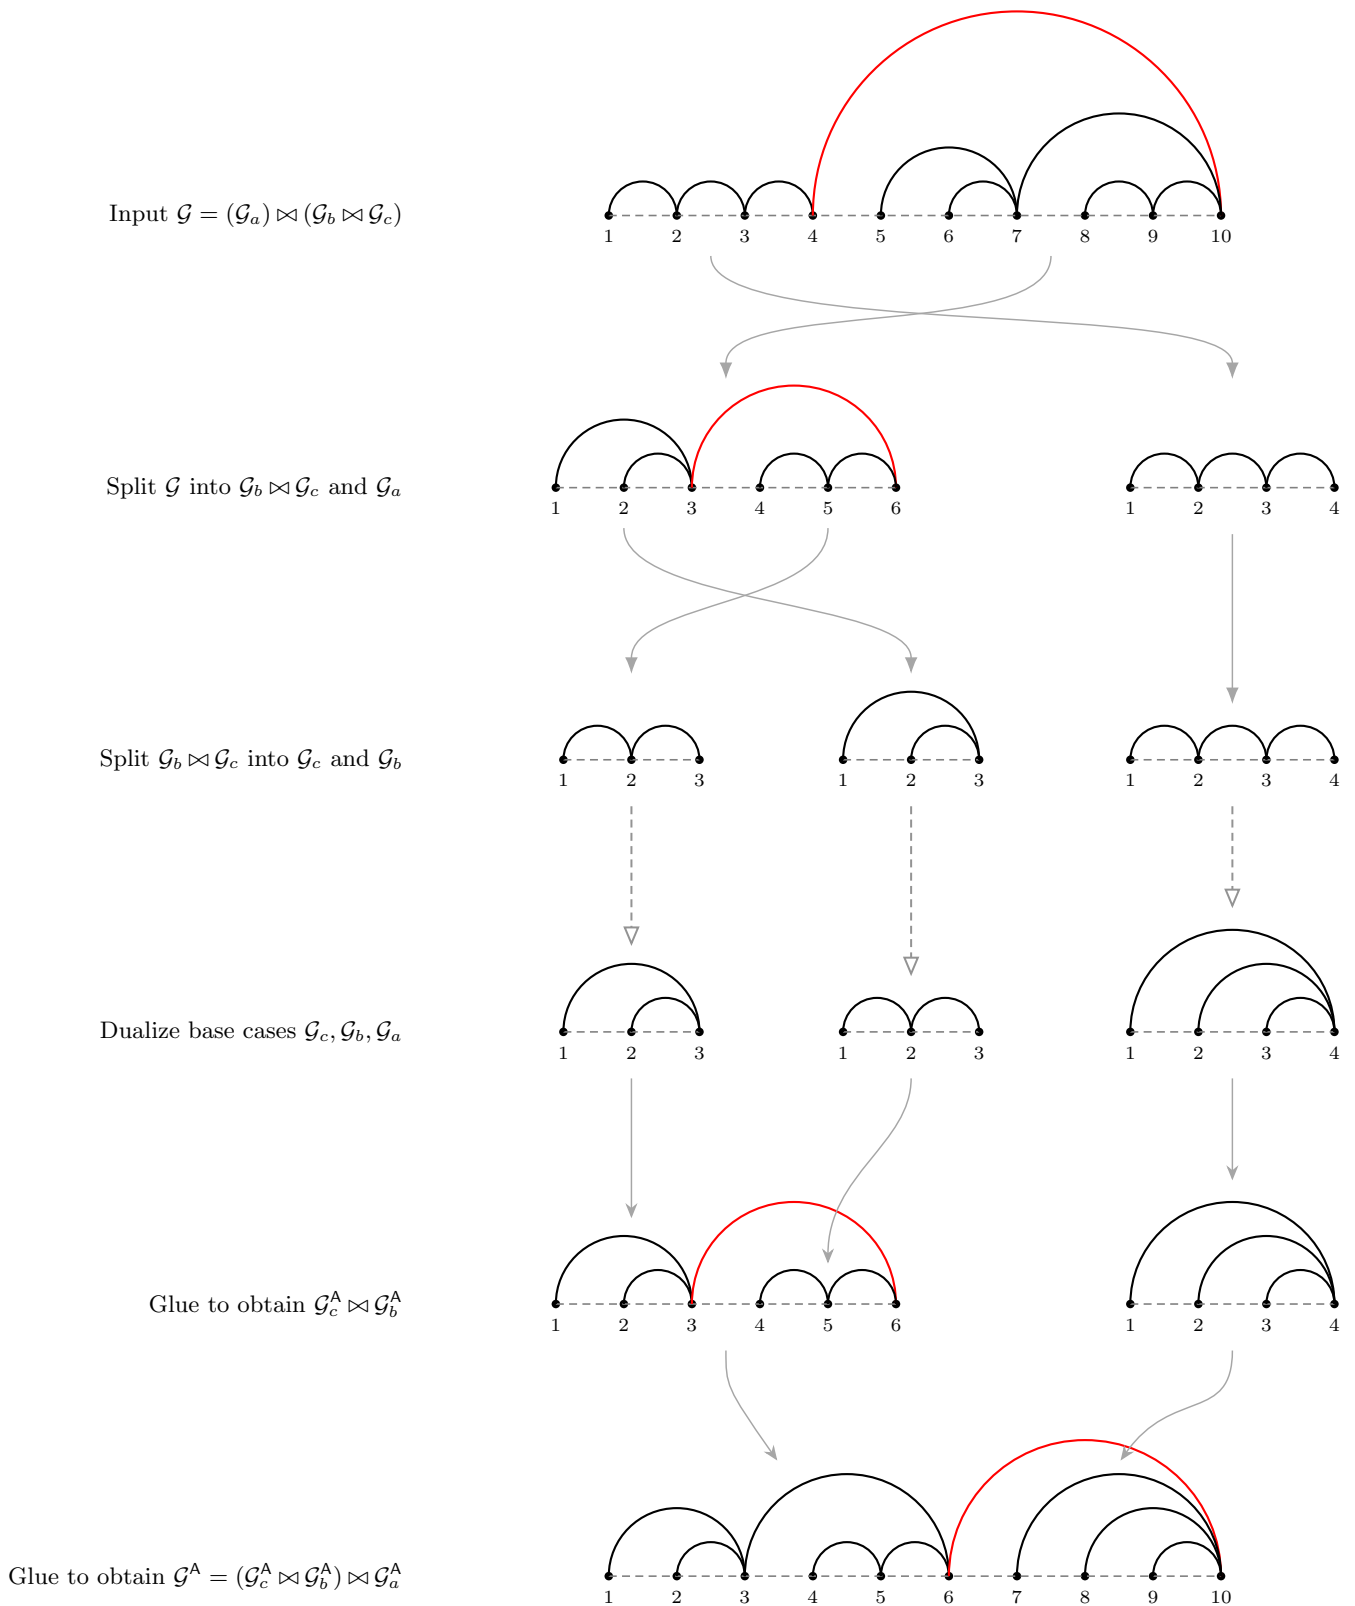 Input 𝒢 = (𝒢ₐ) ⋈ (𝒢_b ⋈ 𝒢_c)
1 2 3 4 5 6 7 8 9 10
Split 𝒢 into 𝒢_b ⋈ 𝒢_c and 𝒢ₐ
1 2 3 4 5 6 1 2 3 4
Split 𝒢_b ⋈ 𝒢_c into 𝒢_c and 𝒢_b
1 2 3 1 2 3 1 2 3 4
Dualize base cases 𝒢_c, 𝒢_b, 𝒢ₐ
1 2 3 1 2 3 1 2 3 4
Glue to obtain 𝒢_c^A ⋈ 𝒢_b^A
1 2 3 4 5 6 1 2 3 4
Glue to obtain 𝒢^A = (𝒢_c^A ⋈ 𝒢_b^A) ⋈ 𝒢_a^A
1 2 3 4 5 6 7 8 9 10